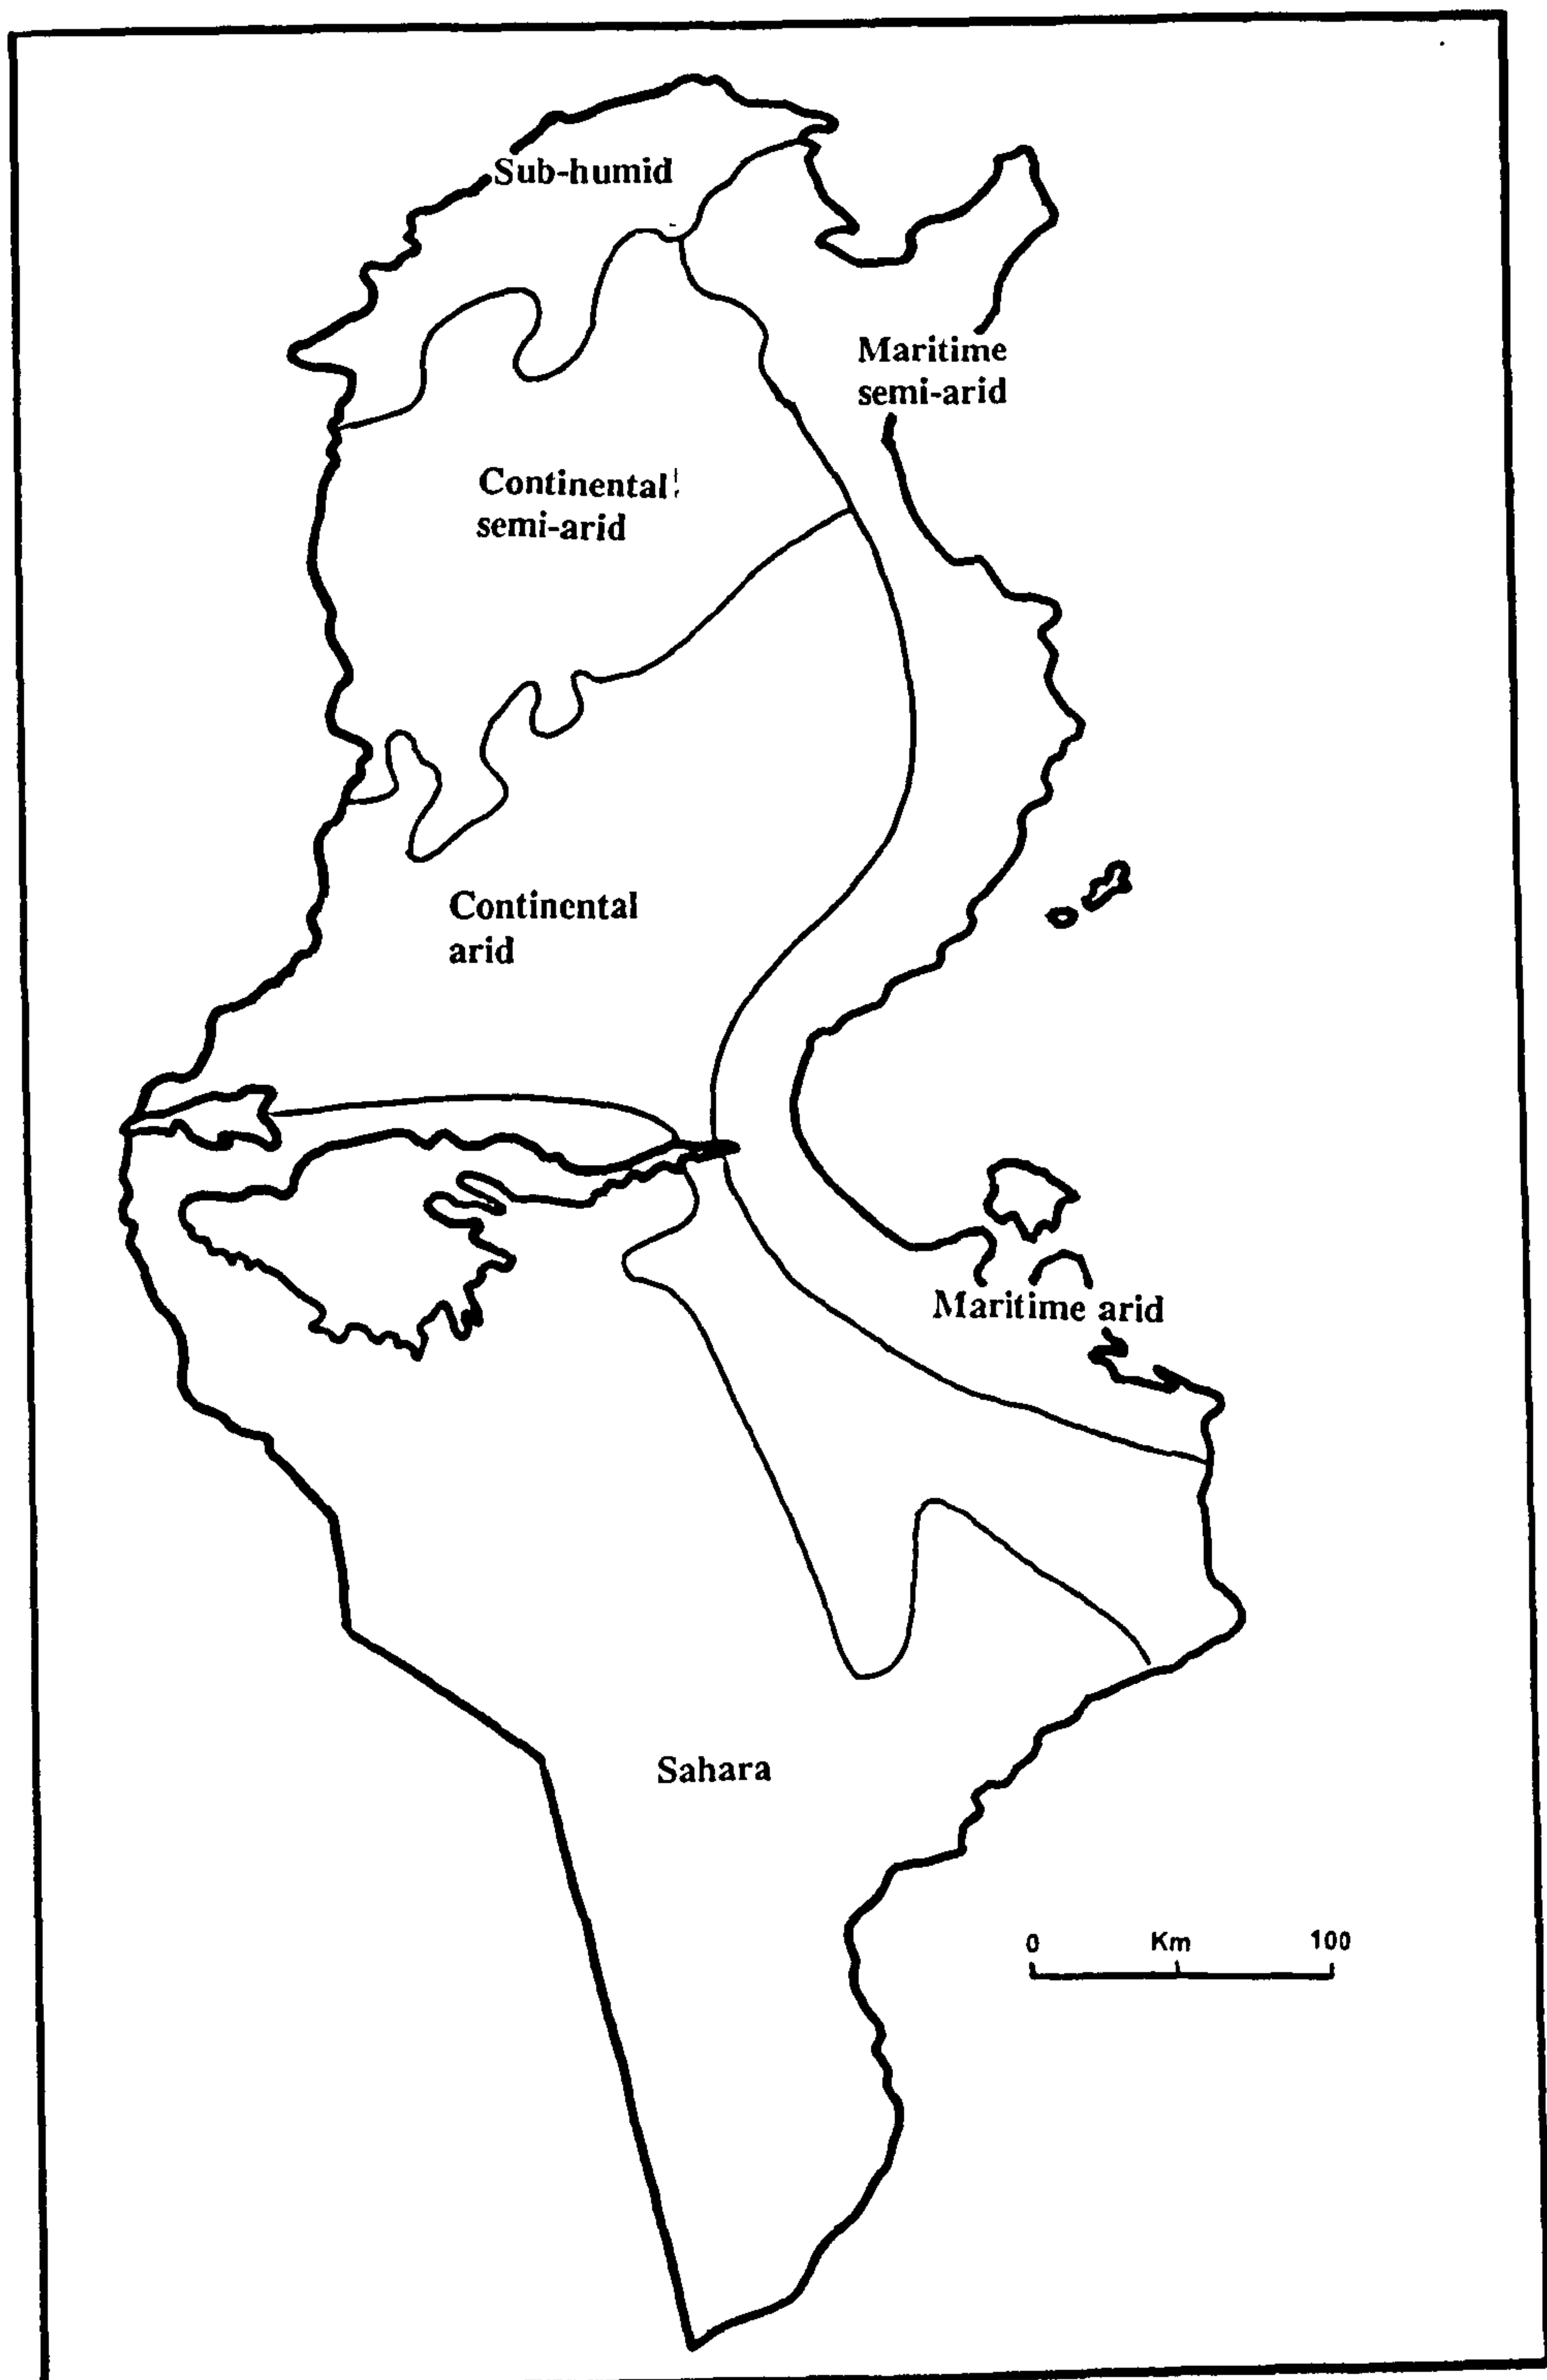 Sub-humid
Maritime
semi-arid
Continental
semi-arid
Continental
arid
Maritime arid
Sahara
0 Km 100